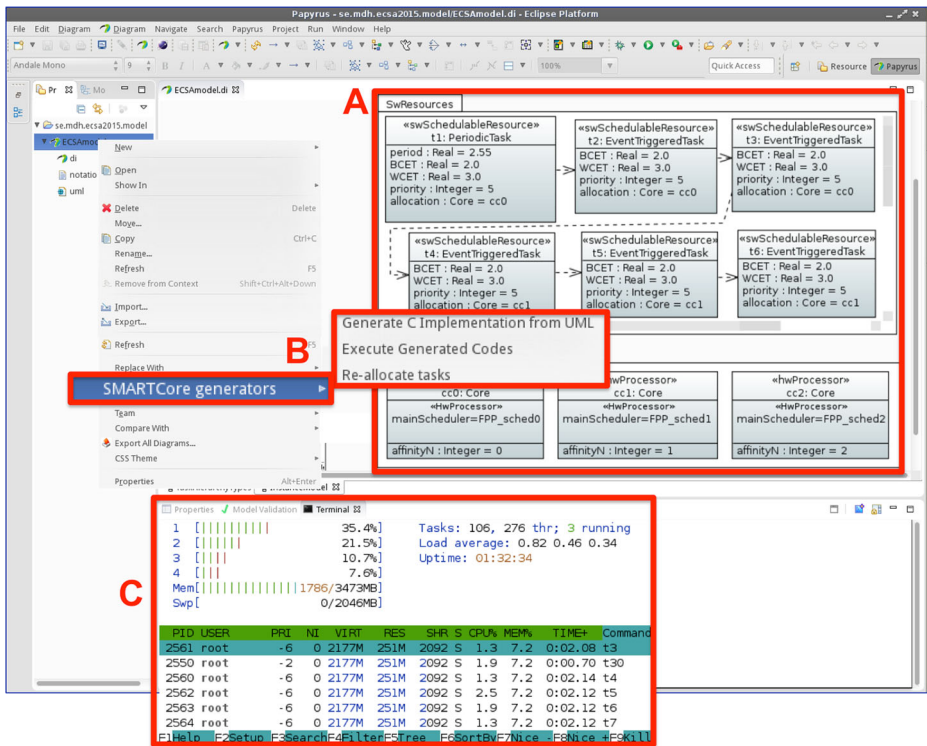 Papyrus - se.mdh.ecsa2015.model/ECSAmodel.di - Eclipse Platform
File Edit Diagram Diagram Navigate Search Papyrus Project Run Window Help
Andale Mono 9 B I A 100% Quick Access Resource Papyrus
Pr Mo ECSAmodel.di
se.mdh.ecsa2015.model
di
notatio
uml
New
Open
Show In
Delete Delete
Move...
Copy Ctrl+C
Rename...
Refresh F5
Remove from Context Shift+Ctrl+Alt+Down
Import...
Export...
Refresh F5
Replace With
SMARTCore generators
Team
Compare With
Export All Diagrams...
CSS Theme
Properties Alt+Enter
B
Generate C Implementation from UML
Execute Generated Codes
Re-allocate tasks
A
SwResources
«swSchedulableResource»
t1: PeriodicTask
period : Real = 2.55
BCET : Real = 2.0
WCET : Real = 3.0
priority : Integer = 5
allocation : Core = cc0
«swSchedulableResource»
t2: EventTriggeredTask
BCET : Real = 2.0
WCET : Real = 3.0
priority : Integer = 5
allocation : Core = cc0
«swSchedulableResource»
t3: EventTriggeredTask
BCET : Real = 2.0
WCET : Real = 3.0
priority : Integer = 5
allocation : Core = cc0
«swSchedulableResource»
t4: EventTriggeredTask
BCET : Real = 2.0
WCET : Real = 3.0
priority : Integer = 5
allocation : Core = cc1
«swSchedulableResource»
t5: EventTriggeredTask
BCET : Real = 2.0
WCET : Real = 3.0
priority : Integer = 5
allocation : Core = cc1
«swSchedulableResource»
t6: EventTriggeredTask
BCET : Real = 2.0
WCET : Real = 3.0
priority : Integer = 5
allocation : Core = cc1
cc0: Core
«HwProcessor»
mainScheduler=FPP_sched0
affinityN : Integer = 0
wProcessor»
cc1: Core
«HwProcessor»
mainScheduler=FPP_sched1
affinityN : Integer = 1
«hwProcessor»
cc2: Core
«HwProcessor»
mainScheduler=FPP_sched2
affinityN : Integer = 2
C
Properties Model Validation Terminal
1 [|||||||||| 35.4%] Tasks: 106, 276 thr; 3 running
2 [|||||| 21.5%] Load average: 0.82 0.46 0.34
3 [|||| 10.7%] Uptime: 01:32:34
4 [||| 7.6%]
Mem[||||||||||||||1786/3473MB]
Swp[ 0/2046MB]
PID USER PRI NI VIRT RES SHR S CPU% MEM% TIME+ Command
2561 root -6 0 2177M 251M 2092 S 1.3 7.2 0:02.08 t3
2550 root -2 0 2177M 251M 2092 S 1.9 7.2 0:00.70 t30
2560 root -6 0 2177M 251M 2092 S 1.3 7.2 0:02.14 t4
2562 root -6 0 2177M 251M 2092 S 2.5 7.2 0:02.12 t5
2563 root -6 0 2177M 251M 2092 S 1.9 7.2 0:02.12 t6
2564 root -6 0 2177M 251M 2092 S 1.3 7.2 0:02.12 t7
F1Help F2Setup F3SearchF4FilterF5Tree F6SortByF7Nice -F8Nice +F9Kill